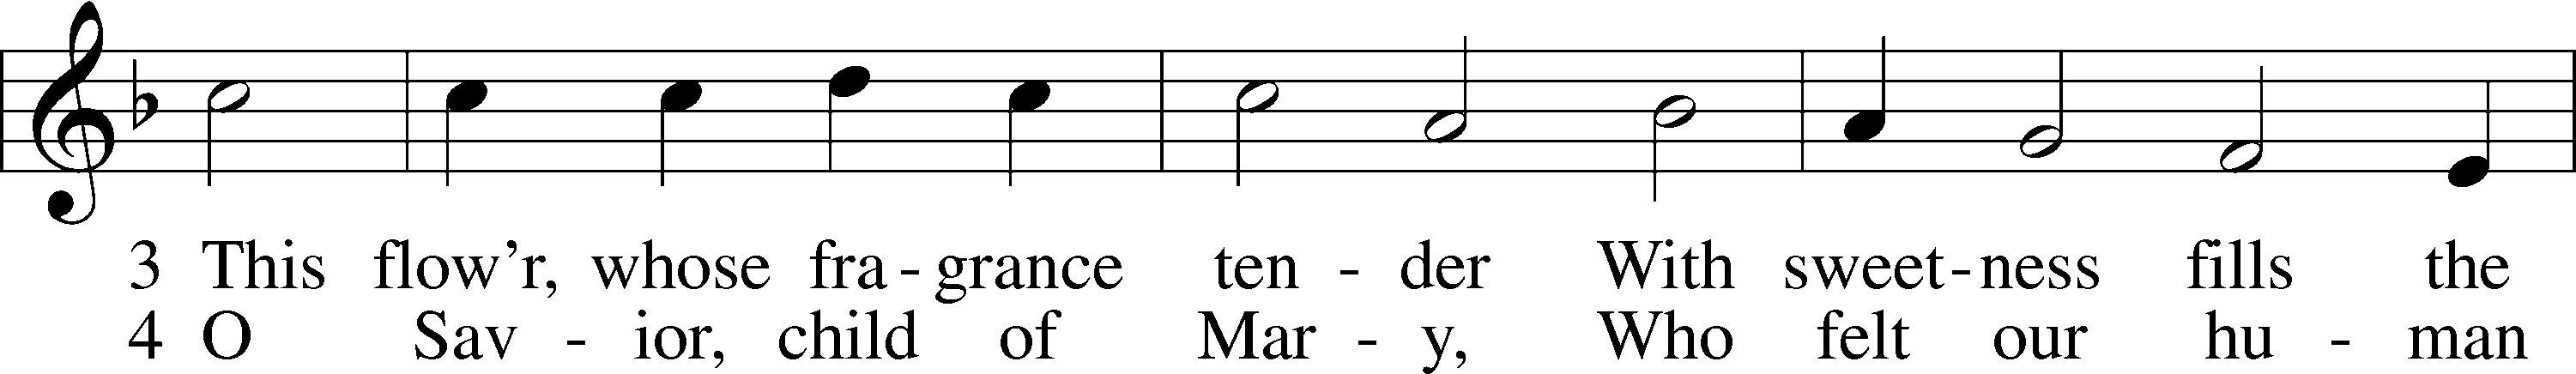 3 This flow'r, whose fra - grance ten - der With sweet - ness fills the
4 O Sav - ior, child of Mar - y, Who felt our hu - man